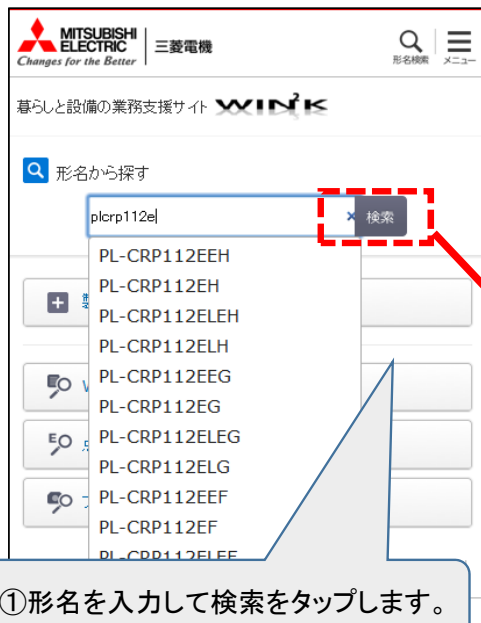 MITSUBISHI
ELECTRIC
Changes for the Better
三菱電機
形名検索
メニュー
暮らしと設備の業務支援サイト WIN2K
形名から探す
plcrp112e
× 検索
PL-CRP112EEH
PL-CRP112EH
PL-CRP112ELEH
PL-CRP112ELH
PL-CRP112EEG
PL-CRP112EG
PL-CRP112ELEG
PL-CRP112ELG
PL-CRP112EEF
PL-CRP112EF
PL-CRP112ELEF
①形名を入力して検索をタップします。